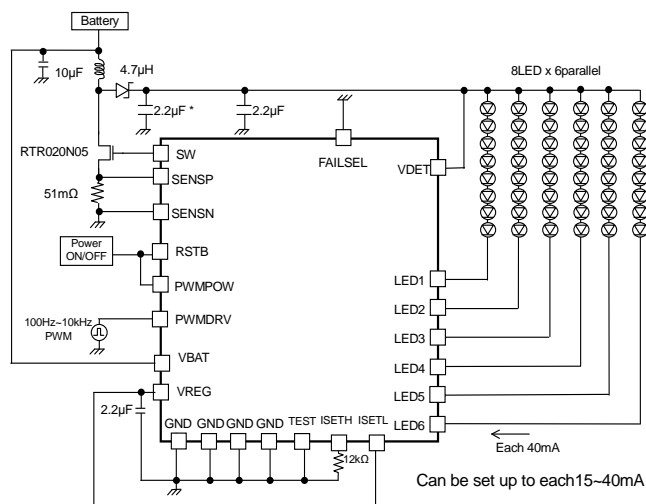 Battery
10µF
4.7µH
8LED x 6parallel
2.2µF *
2.2µF
RTR020N05
SW
FAILSEL
SENSP
VDET
51mΩ
SENSN
Power
ON/OFF
RSTB
PWMPOW
LED1
LED2
100Hz~10kHz
PWM
PWMDRV
LED3
VBAT
LED4
VREG
LED5
2.2µF
GND
GND
GND
GND
TEST
ISETH
ISETL
LED6
Each 40mA
12kΩ
Can be set up to each15~40mA